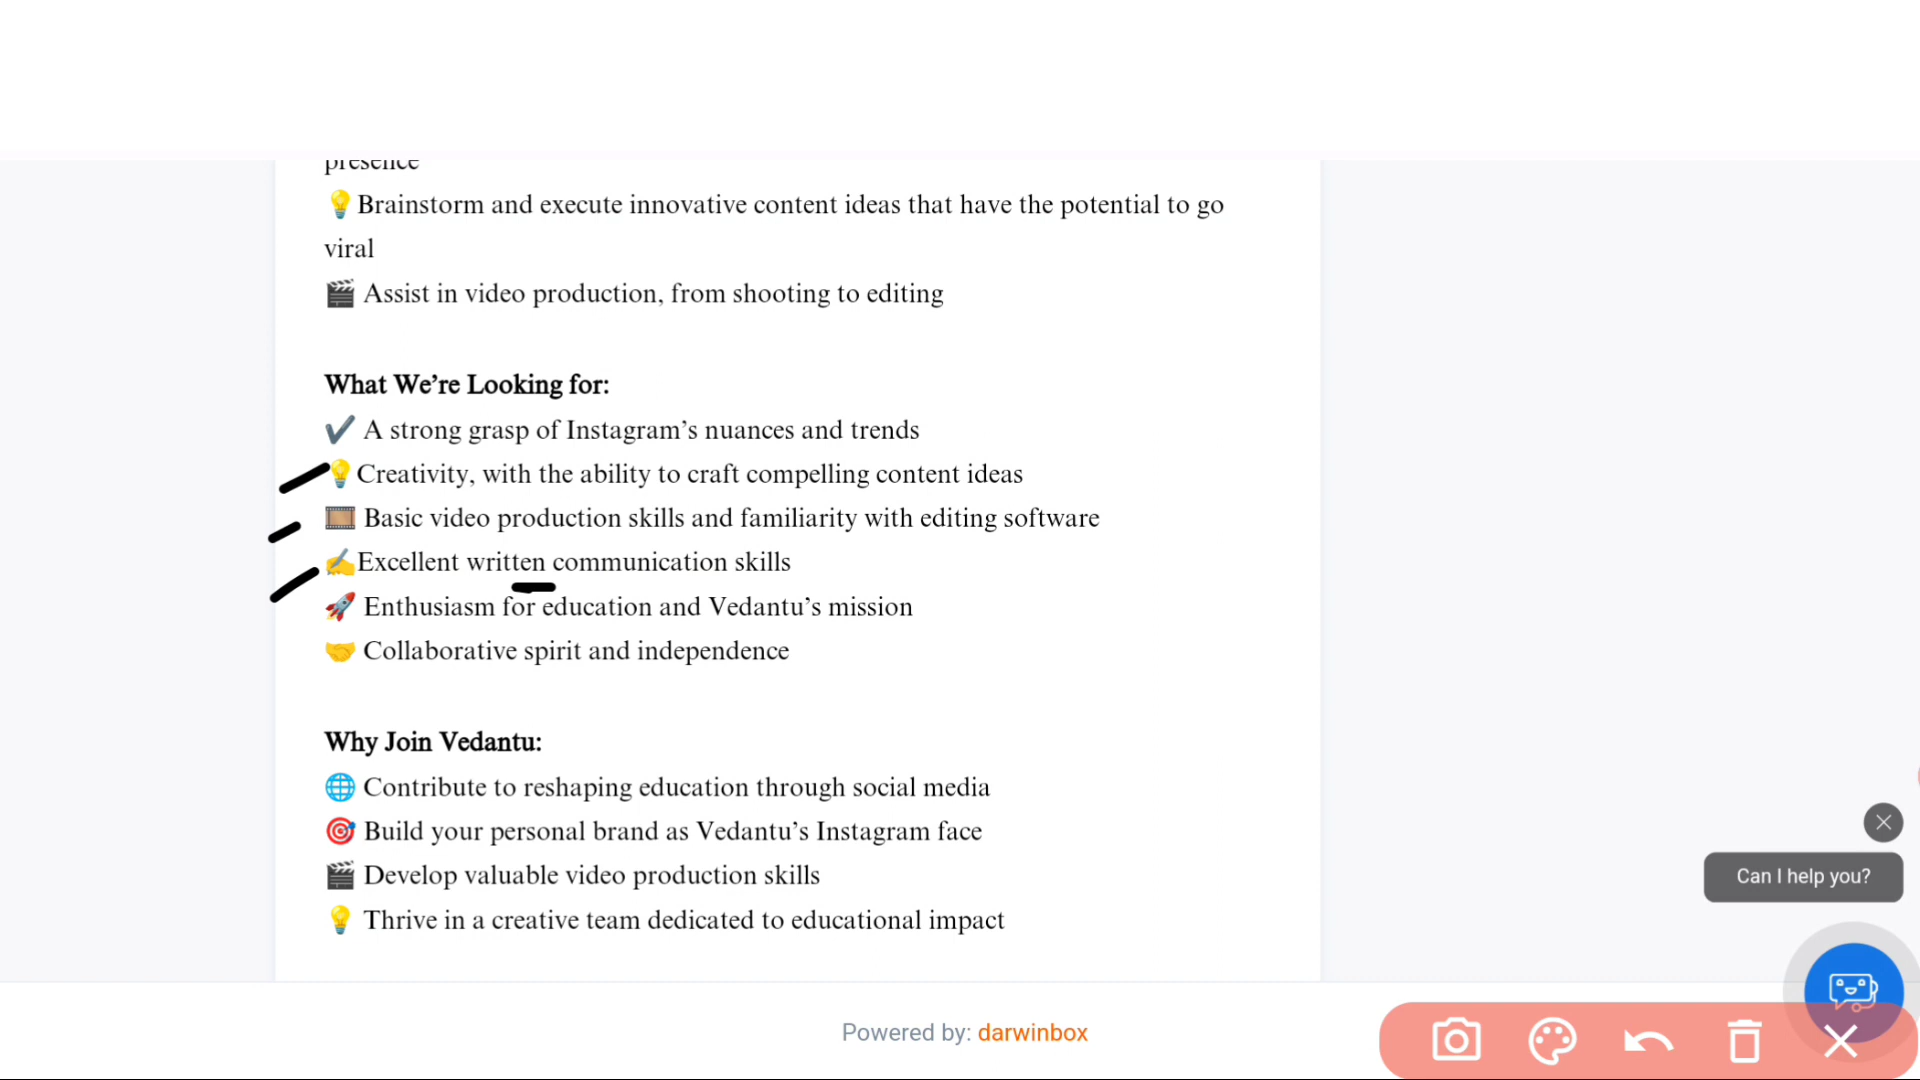 presence
💡Brainstorm and execute innovative content ideas that have the potential to go
viral
🎬 Assist in video production, from shooting to editing
What We’re Looking for:
✔️ A strong grasp of Instagram’s nuances and trends
💡Creativity, with the ability to craft compelling content ideas
🎞️ Basic video production skills and familiarity with editing software
✍️Excellent written communication skills
🚀 Enthusiasm for education and Vedantu’s mission
🤝 Collaborative spirit and independence
Why Join Vedantu:
🌐 Contribute to reshaping education through social media
🎯 Build your personal brand as Vedantu’s Instagram face
🎬 Develop valuable video production skills
💡 Thrive in a creative team dedicated to educational impact
Can I help you?
Powered by: darwinbox